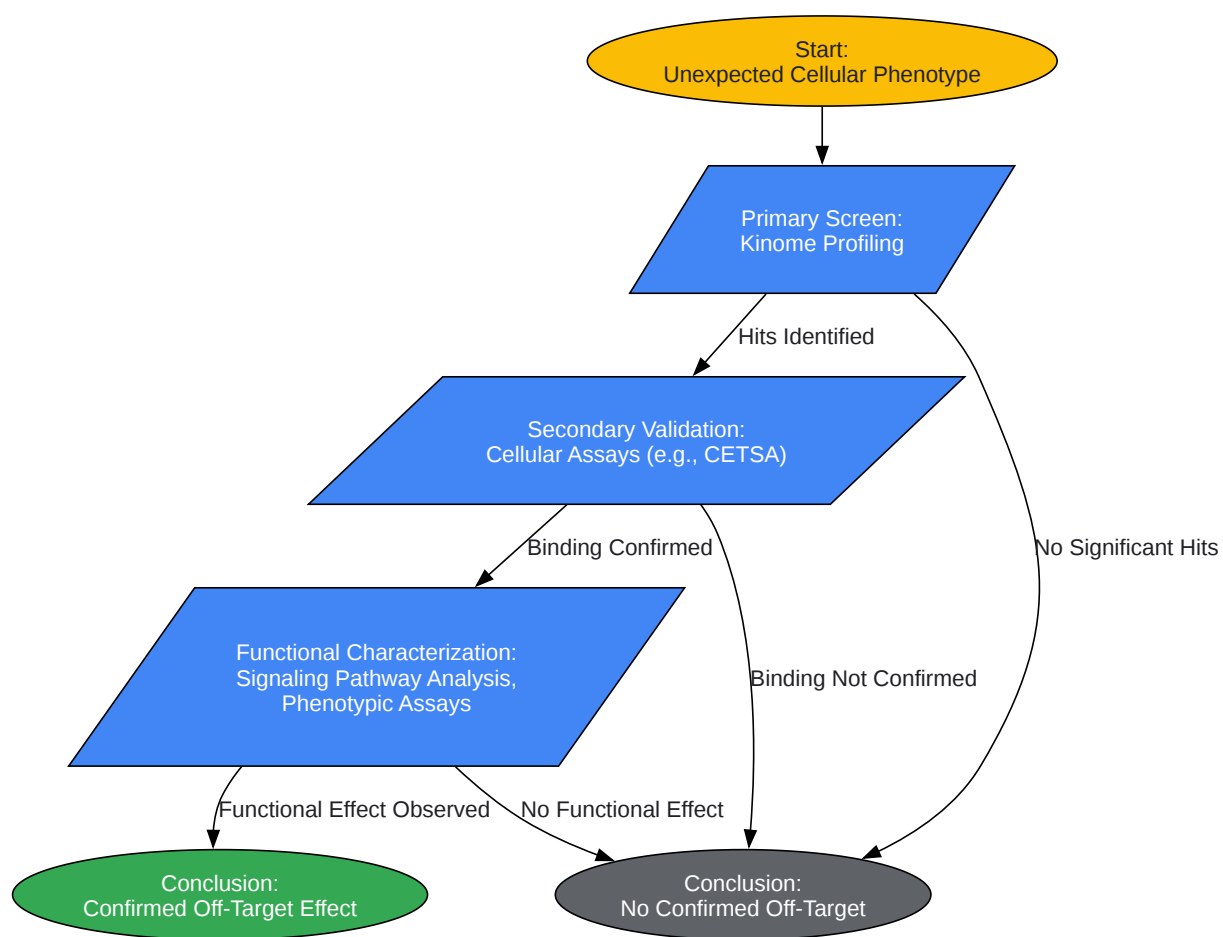 Start:
Unexpected Cellular Phenotype
Primary Screen:
Kinome Profiling
Hits Identified
Secondary Validation:
Cellular Assays (e.g., CETSA)
Binding Confirmed
No Significant Hits
Functional Characterization:
Signaling Pathway Analysis,
Phenotypic Assays
Binding Not Confirmed
Functional Effect Observed
No Functional Effect
Conclusion:
Confirmed Off-Target Effect
Conclusion:
No Confirmed Off-Target